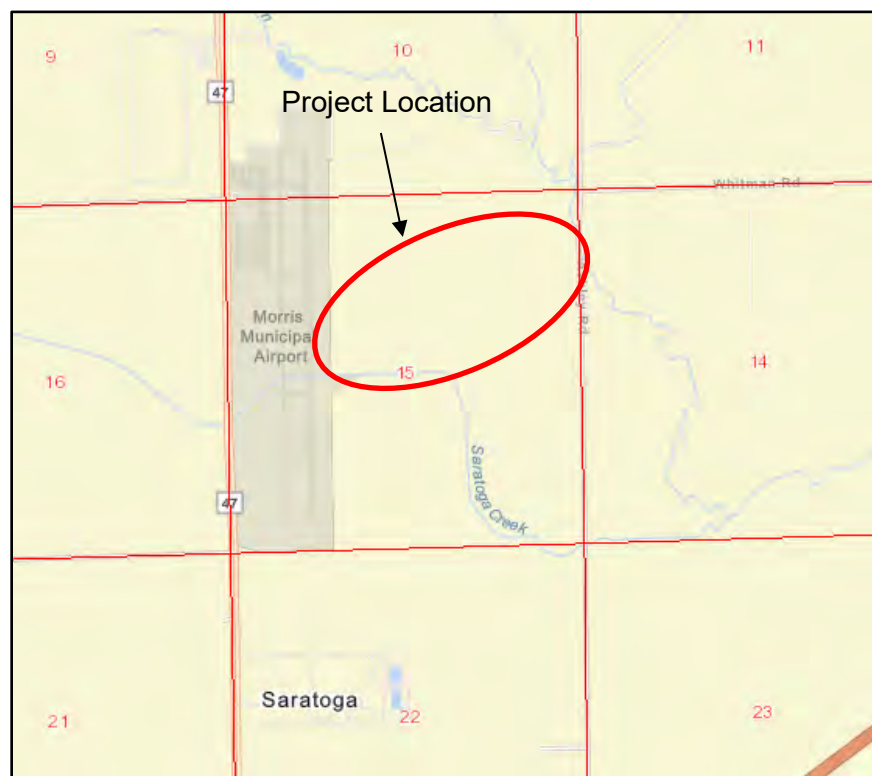 9
10
11
47
Project Location
Whitman Rd
Morris
Municipa
Airport
16
15
14
47
Saratoga Creek
Saratoga
21
22
23